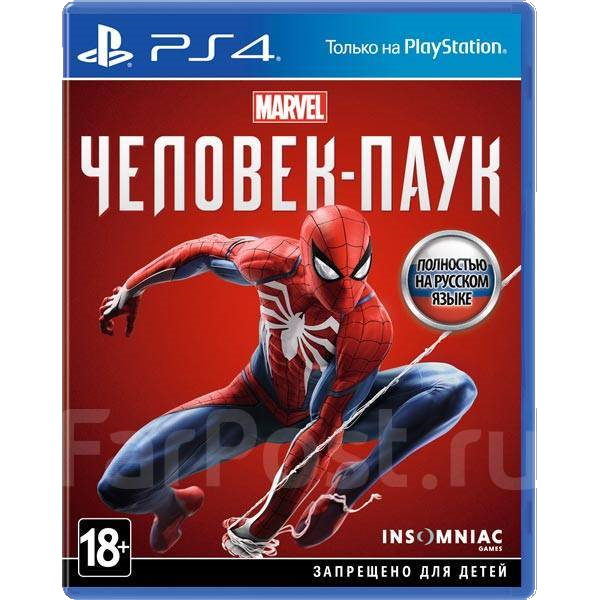 PS4
Только на PlayStation®
MARVEL
ЧЕЛОВЕК-ПАУК
ПОЛНОСТЬЮ
НА РУССКОМ
ЯЗЫКЕ
FarPost.ru
18+
INSOMNIAC
GAMES
ЗАПРЕЩЕНО ДЛЯ ДЕТЕЙ